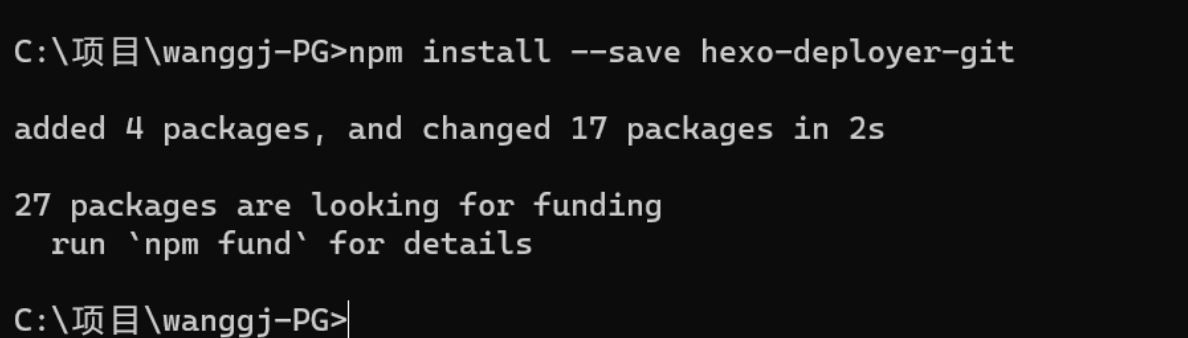 C:\项目\wanggj-PG>npm install --save hexo-deployer-git
added 4 packages, and changed 17 packages in 2s
27 packages are looking for funding
  run `npm fund` for details
C:\项目\wanggj-PG>